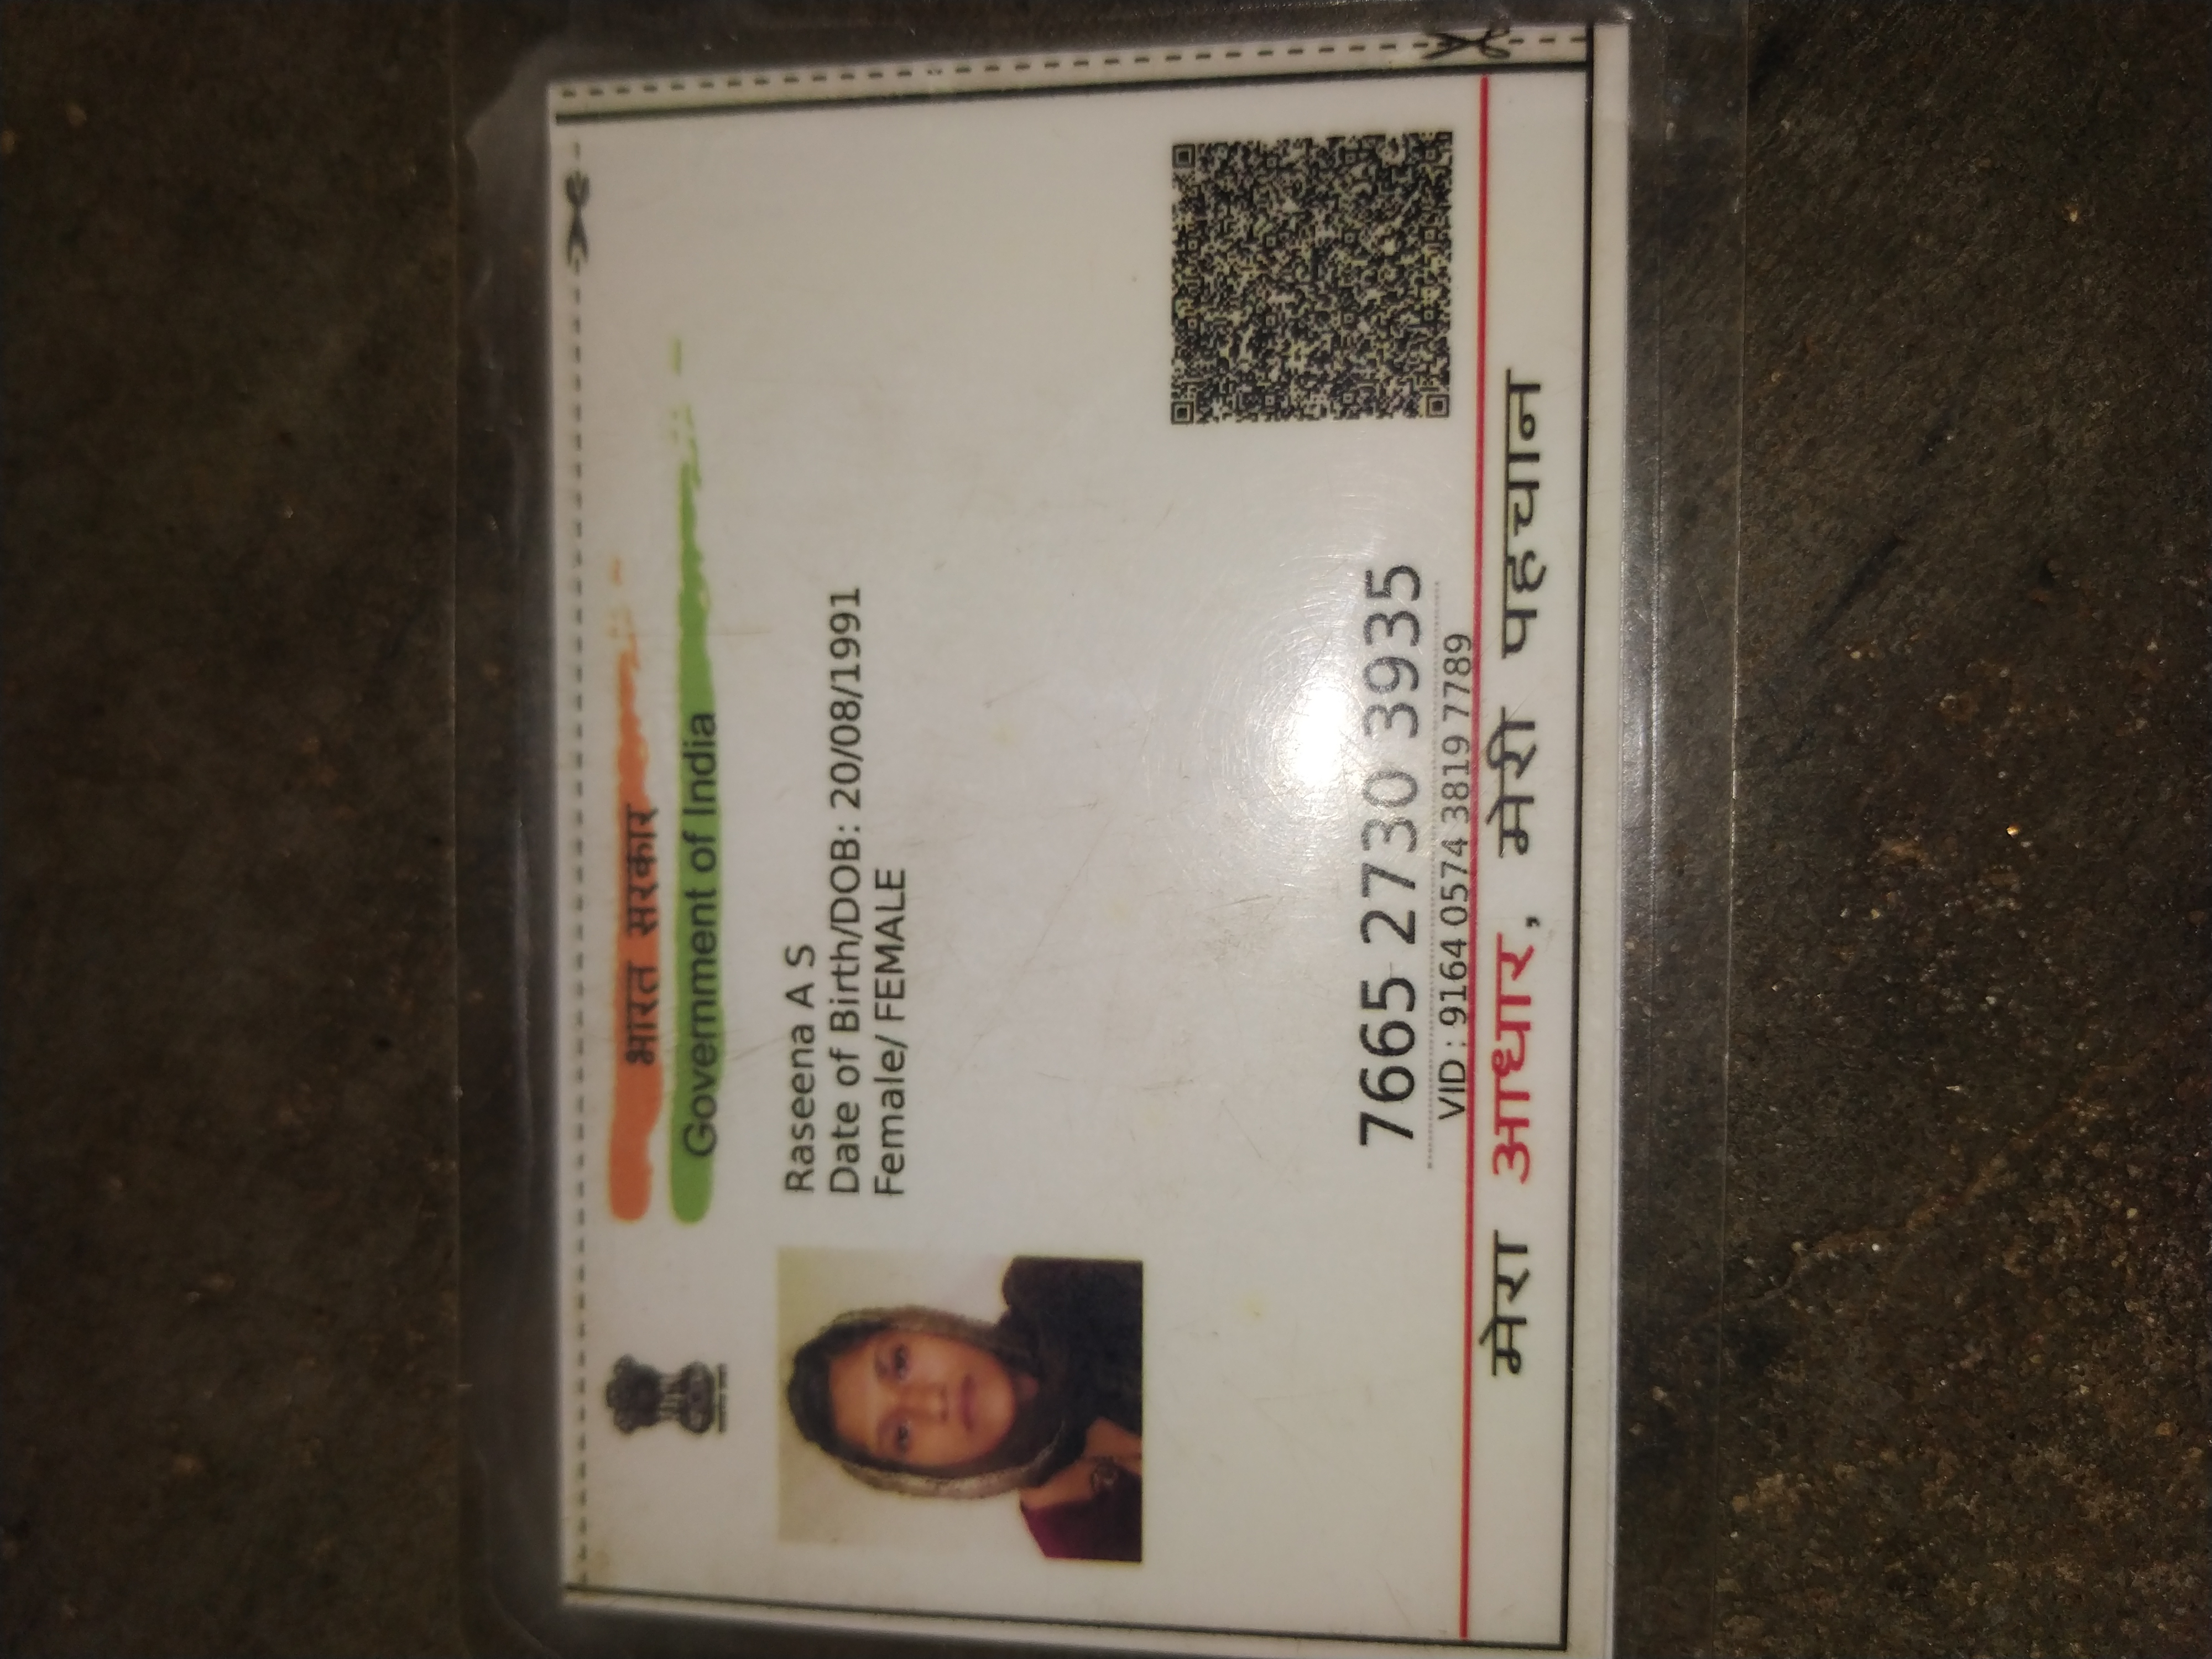 भारत सरकार
Government of India
Raseena A S
Date of Birth/DOB: 20/08/1991
Female/ FEMALE
7665 2730 3935
VID : 9164 0574 3819 7789
मेरा आधार, मेरी पहचान